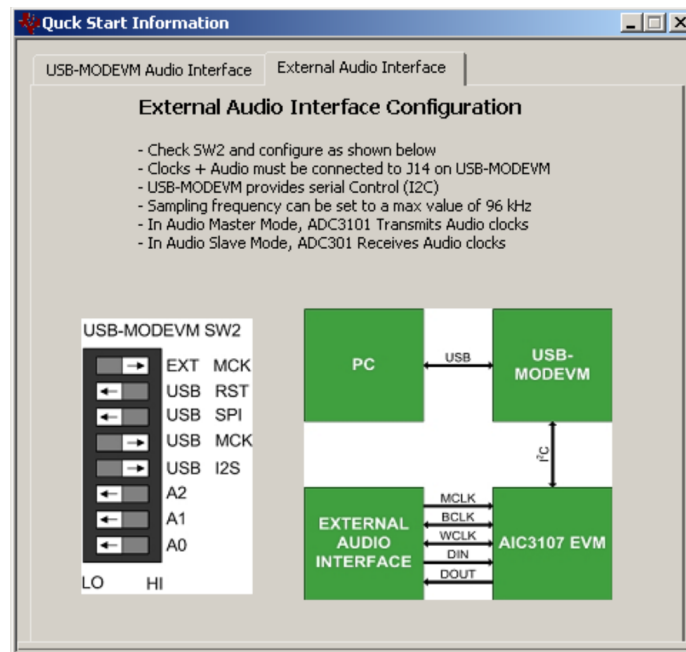 Quck Start Information
USB-MODEVM Audio Interface
External Audio Interface
External Audio Interface Configuration
- Check SW2 and configure as shown below
- Clocks + Audio must be connected to J14 on USB-MODEVM
- USB-MODEVM provides serial Control (I2C)
- Sampling frequency can be set to a max value of 96 kHz
- In Audio Master Mode, ADC3101 Transmits Audio clocks
- In Audio Slave Mode, ADC301 Receives Audio clocks
USB-MODEVM SW2
EXT MCK
USB RST
USB SPI
USB MCK
USB I2S
A2
A1
A0
LO HI
PC
USB
USB-
MODEVM
I²C
EXTERNAL
AUDIO
INTERFACE
MCLK
BCLK
WCLK
DIN
DOUT
AIC3107 EVM